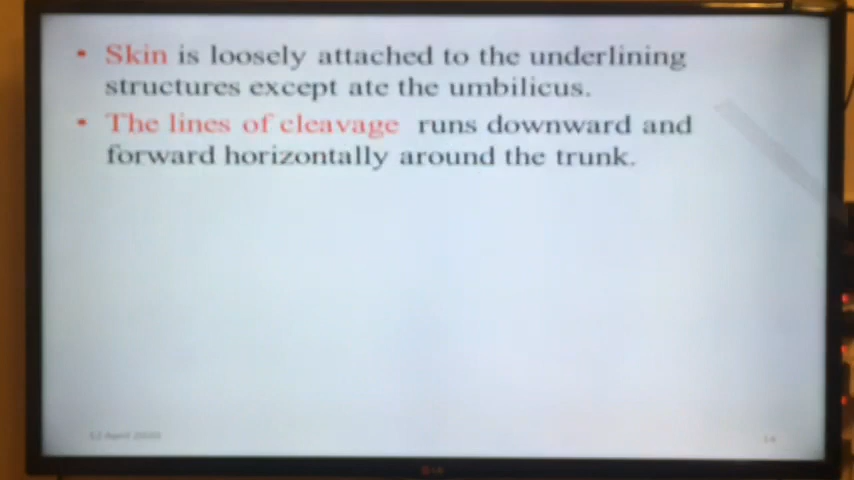 • Skin is loosely attached to the underlining
structures except ate the umbilicus.
• The lines of cleavage runs downward and
forward horizontally around the trunk.